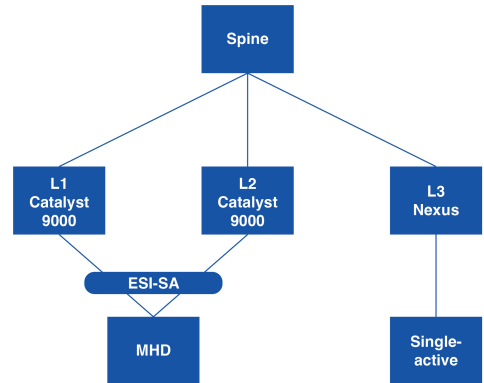 Spine
L1
Catalyst
9000
L2
Catalyst
9000
L3
Nexus
ESI-SA
MHD
Single-
active